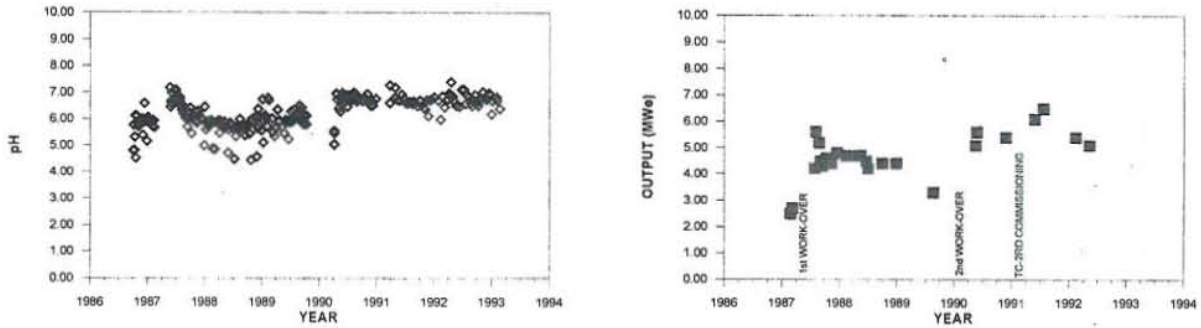 10.00
9.00
8.00
7.00
6.00
5.00
4.00
3.00
2.00
1.00
0.00
pH
1986 1987 1988 1989 1990 1991 1992 1993 1994
YEAR
10.00
9.00
8.00
7.00
6.00
5.00
4.00
3.00
2.00
1.00
0.00
OUTPUT (MWe)
1st WORK-OVER
2nd WORK-OVER
TC-2RD COMMISSIONING
1986 1987 1988 1989 1990 1991 1992 1993 1994
YEAR